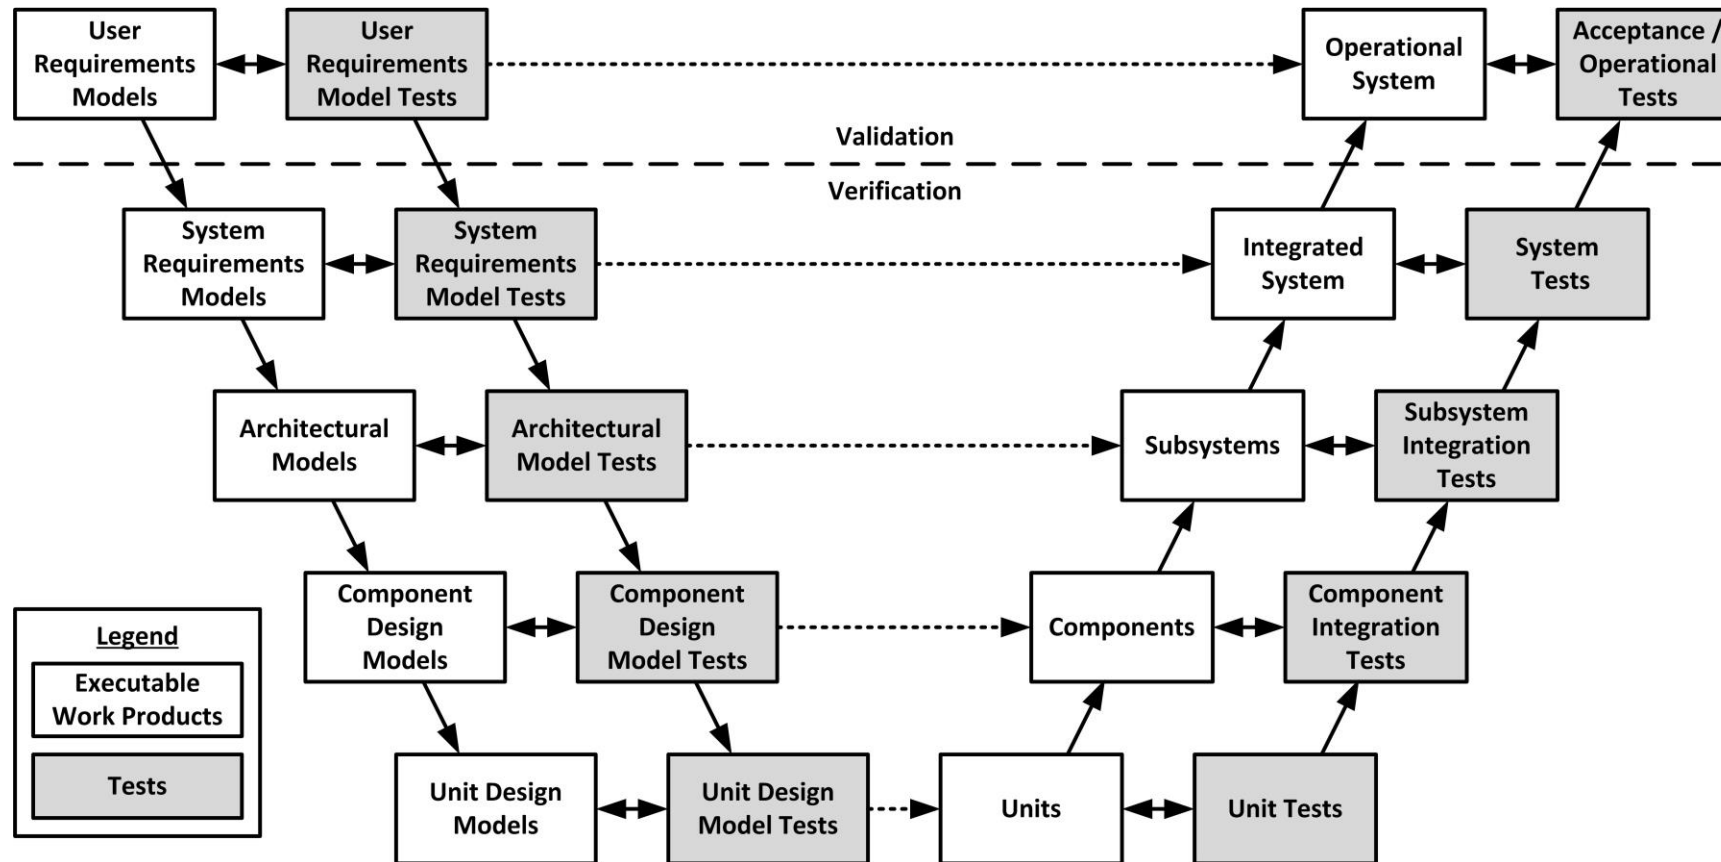 User
Requirements
Models
User
Requirements
Model Tests
Operational
System
Acceptance /
Operational
Tests
Validation
Verification
System
Requirements
Models
System
Requirements
Model Tests
Integrated
System
System
Tests
Architectural
Models
Architectural
Model Tests
Subsystems
Subsystem
Integration
Tests
Component
Design
Models
Component
Design
Model Tests
Components
Component
Integration
Tests
Legend
Executable
Work Products
Tests
Unit Design
Models
Unit Design
Model Tests
Units
Unit Tests